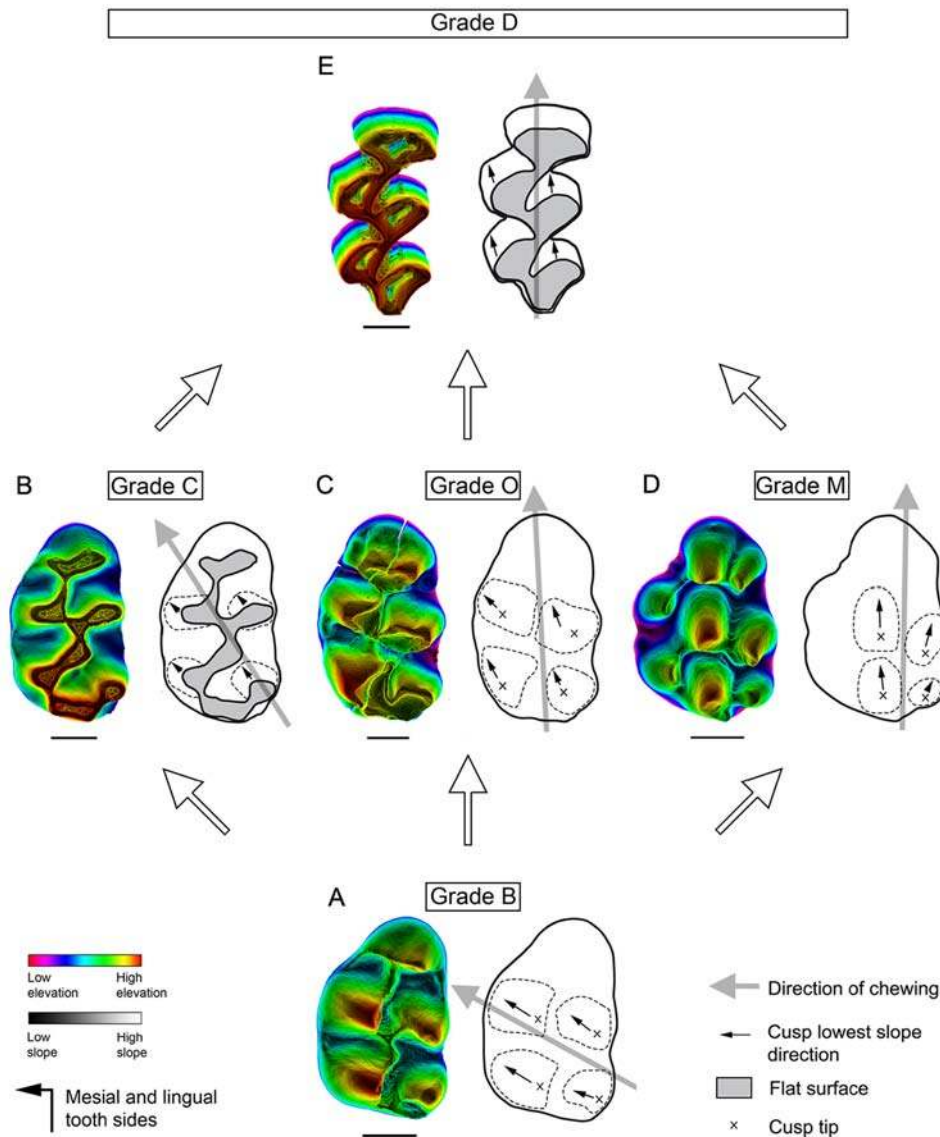 Grade D
E
B
Grade C
C
Grade O
D
Grade M
A
Grade B
Low
elevation
High
elevation
Low
slope
High
slope
Mesial and lingual
tooth sides
Direction of chewing
Cusp lowest slope
direction
Flat surface
× Cusp tip